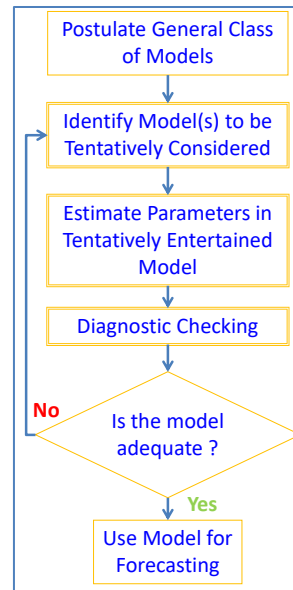 Postulate General Class
of Models
Identify Model(s) to be
Tentatively Considered
Estimate Parameters in
Tentatively Entertained
Model
Diagnostic Checking
No
Is the model
adequate ?
Yes
Use Model for
Forecasting